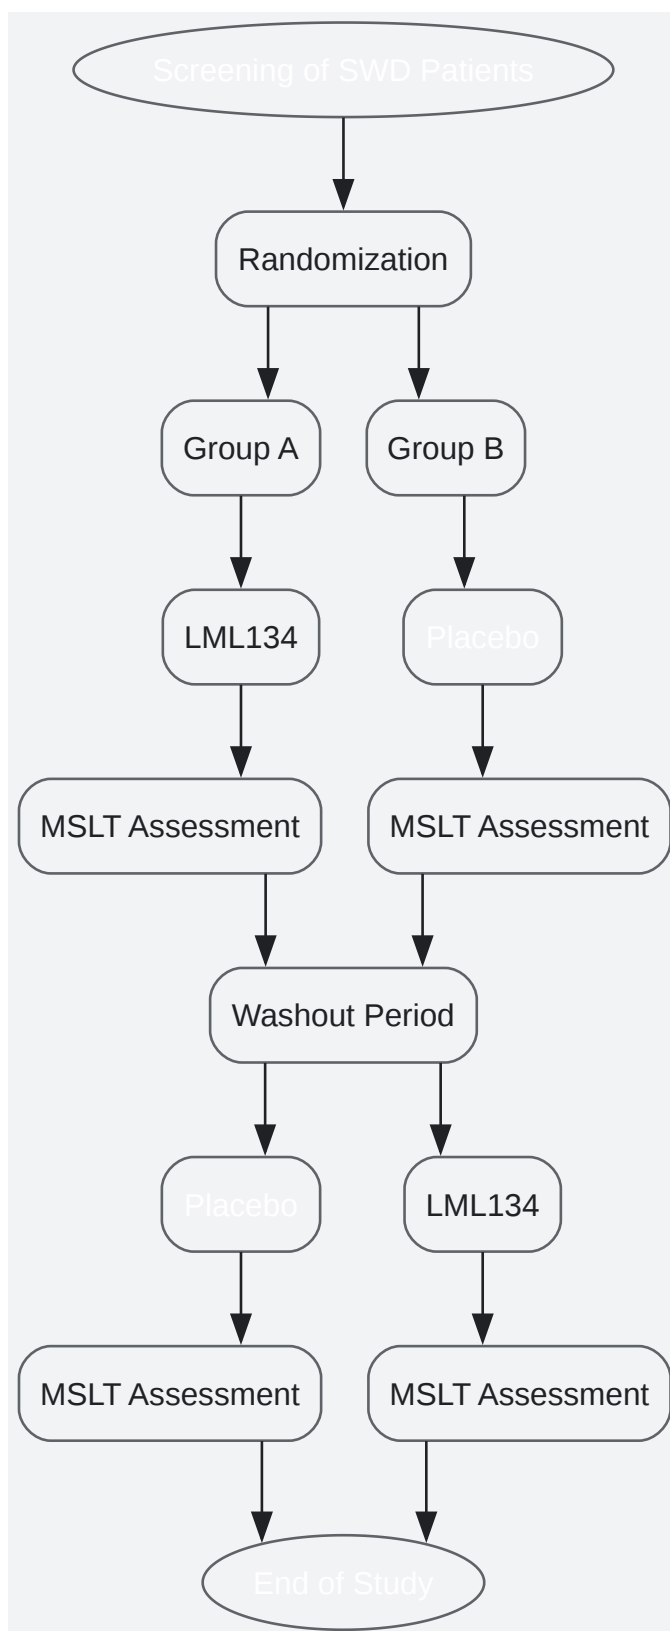 Screening of SWD Patients
Randomization
Group A
Group B
LML134
Placebo
MSLT Assessment
MSLT Assessment
Washout Period
Placebo
LML134
MSLT Assessment
MSLT Assessment
End of Study